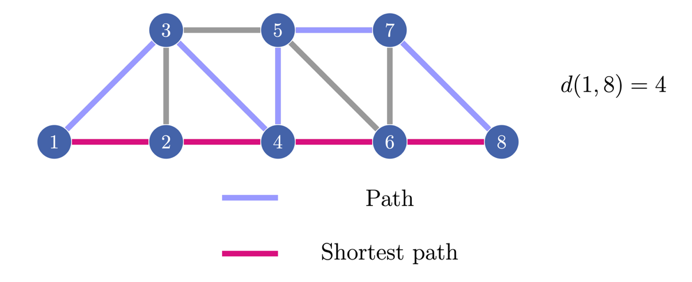 3 5 7
d(1, 8) = 4
1 2 4 6 8
Path
Shortest path